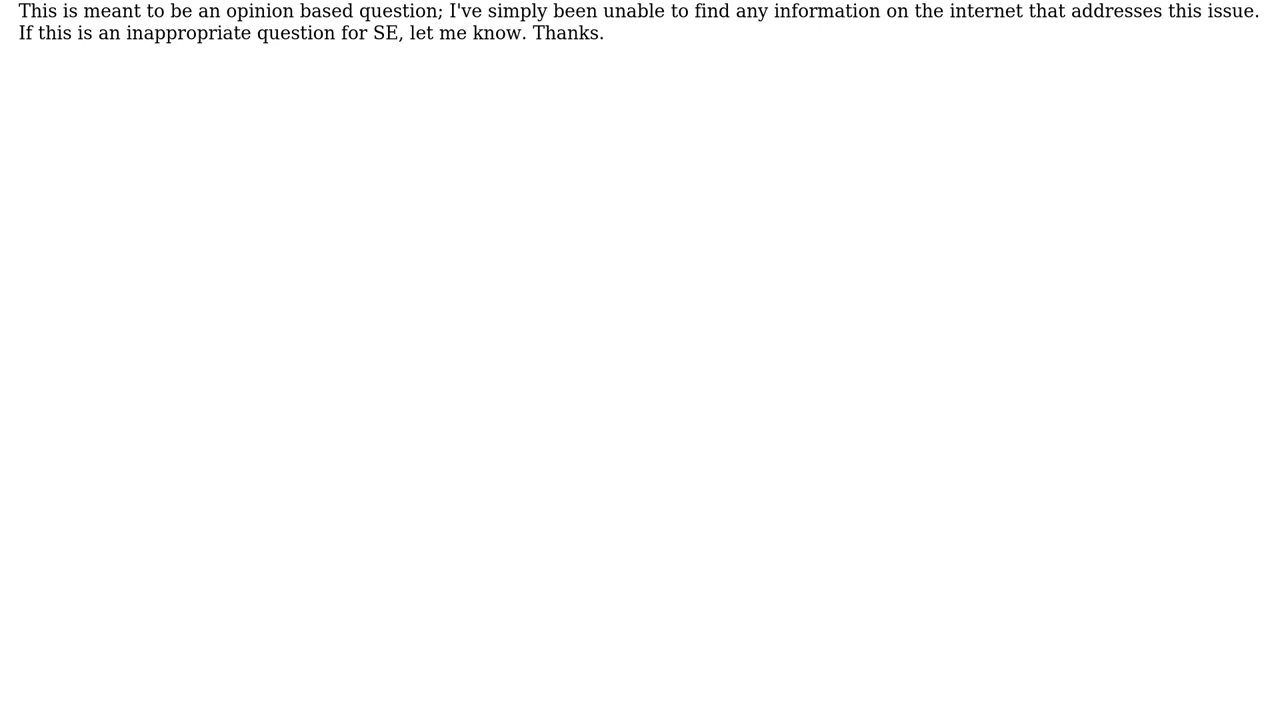 This is meant to be an opinion based question; I've simply been unable to find any information on the internet that addresses this issue.
If this is an inappropriate question for SE, let me know. Thanks.